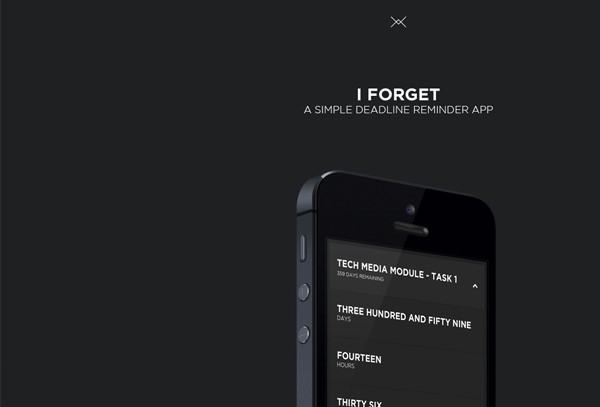 I FORGET
A SIMPLE DEADLINE REMINDER APP
TECH MEDIA MODULE - TASK 1
359 DAYS REMAINING
THREE HUNDRED AND FIFTY NINE
DAYS
FOURTEEN
HOURS
THIRTY SIX